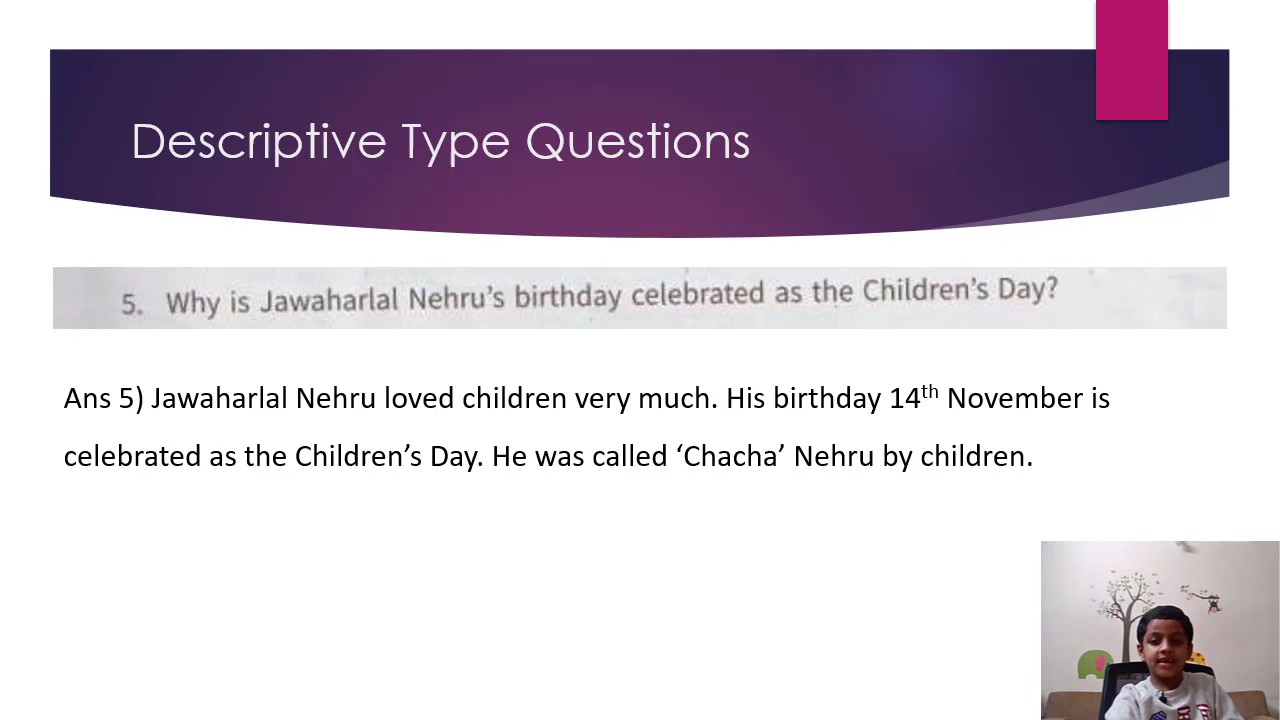 Descriptive Type Questions
5. Why is Jawaharlal Nehru's birthday celebrated as the Children's Day?
Ans 5) Jawaharlal Nehru loved children very much. His birthday 14th November is
celebrated as the Children's Day. He was called ‘Chacha’ Nehru by children.